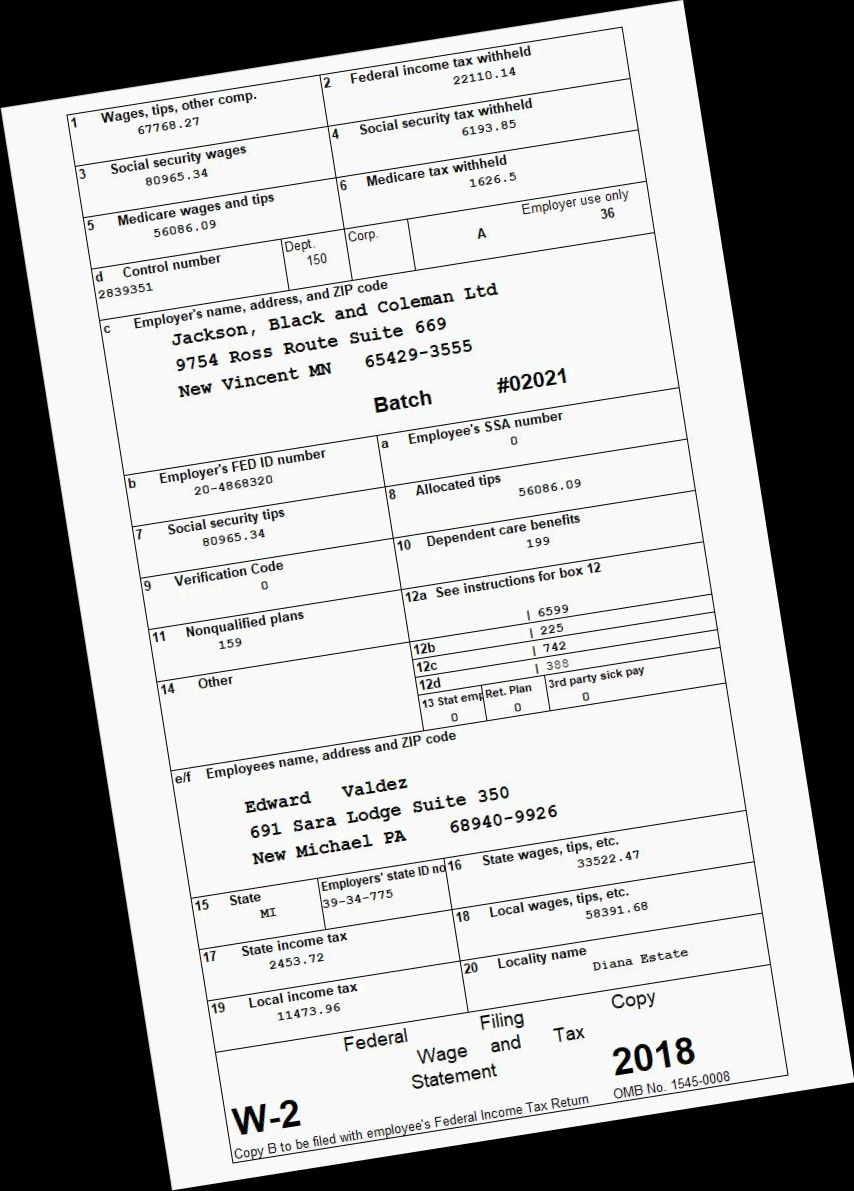 1 Wages, tips, other comp.
67768.27
2 Federal income tax withheld
22110.14
3 Social security wages
80965.34
4 Social security tax withheld
6193.85
5 Medicare wages and tips
56086.09
6 Medicare tax withheld
1626.5
d Control number
2839351
Dept.
150
Corp.
Employer use only
A 36
c Employer's name, address, and ZIP code
Jackson, Black and Coleman Ltd
9754 Ross Route Suite 669
New Vincent MN 65429-3555
Batch #02021
b Employer's FED ID number
20-4868320
a Employee's SSA number
0
7 Social security tips
80965.34
8 Allocated tips
56086.09
9 Verification Code
0
10 Dependent care benefits
199
11 Nonqualified plans
159
12a See instructions for box 12
| 6599
12b | 225
12c | 742
12d | 388
14 Other
13 Stat emp
0
Ret. Plan
0
3rd party sick pay
0
e/f Employees name, address and ZIP code
Edward Valdez
691 Sara Lodge Suite 350
New Michael PA 68940-9926
15 State
MI
Employers' state ID no
39-34-775
16 State wages, tips, etc.
33522.47
17 State income tax
2453.72
18 Local wages, tips, etc.
58391.68
19 Local income tax
11473.96
20 Locality name
Diana Estate
Federal Filing Copy
Wage and Tax
Statement
2018
W-2
OMB No. 1545-0008
Copy B to be filed with employee's Federal Income Tax Return